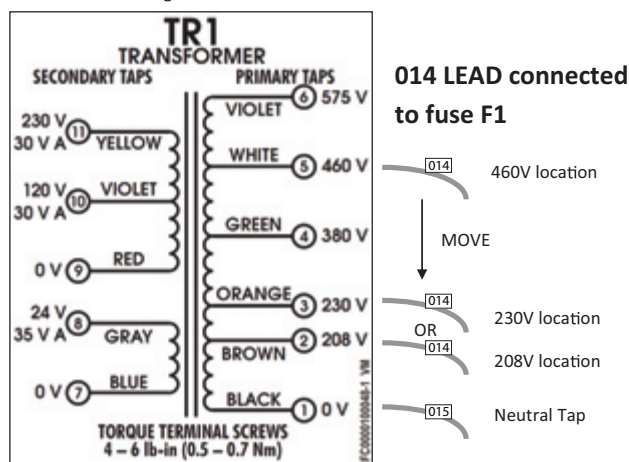 TR1
TRANSFORMER
SECONDARY TAPS
PRIMARY TAPS
6 575 V
VIOLET
230 V
30 V A 11
YELLOW
WHITE
5 460 V
120 V
30 V A 10
VIOLET
GREEN
4 380 V
RED
0 V 9
ORANGE
3 230 V
24 V
35 V A 8
GRAY
2 208 V
BROWN
BLUE
0 V 7
BLACK
1 0 V
TORQUE TERMINAL SCREWS
4 – 6 lb-in (0.5 – 0.7 Nm)
014 LEAD connected
to fuse F1
014
460V location
MOVE
014
230V location
OR
014
208V location
015
Neutral Tap